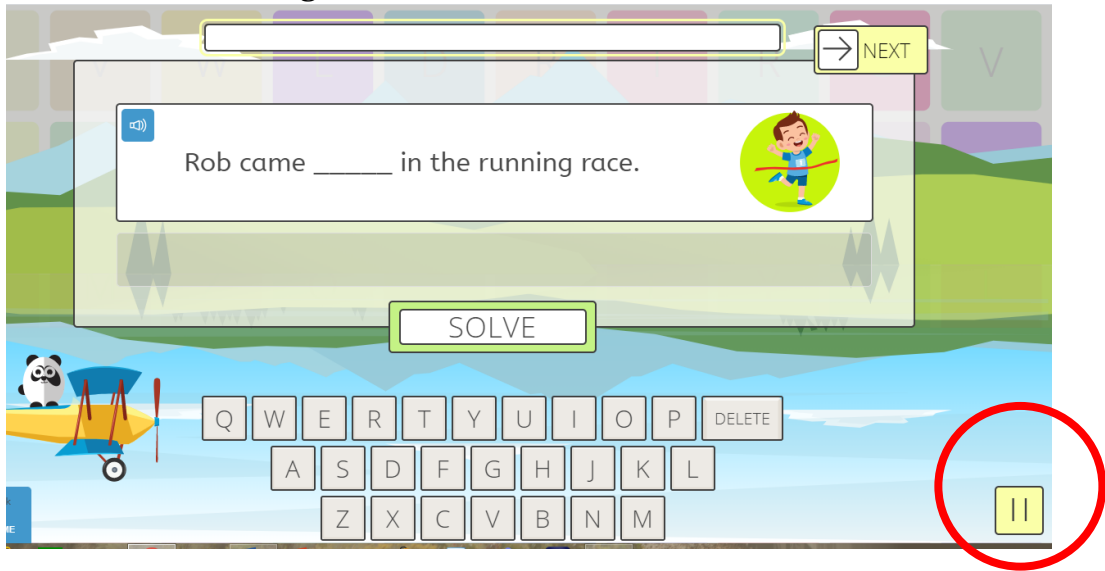 NEXT
Rob came ______ in the running race.
SOLVE
Q W E R T Y U I O P DELETE
A S D F G H J K L
Z X C V B N M